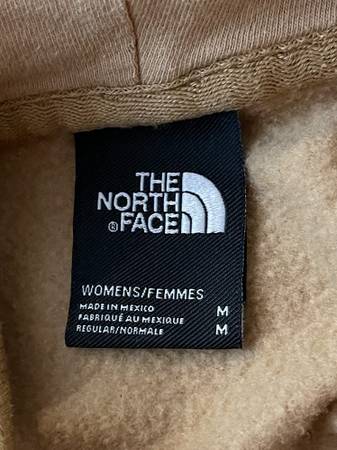 THE
NORTH
FACE
®
WOMENS/FEMMES
MADE IN MEXICO M
FABRIQUÉ AU MEXIQUE
REGULAR/NORMALE M